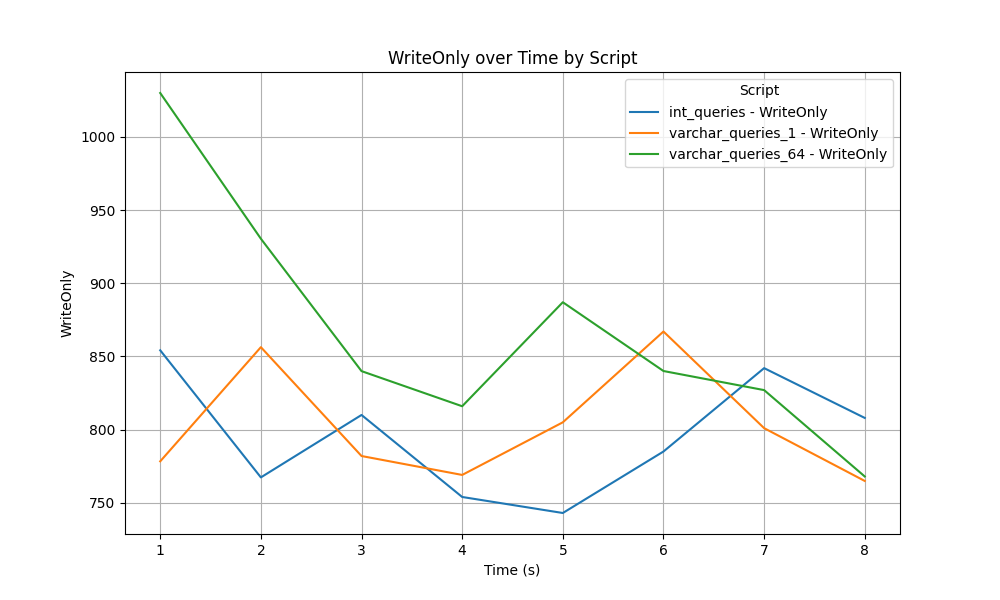 WriteOnly over Time by Script
Script
int_queries - WriteOnly
varchar_queries_1 - WriteOnly
varchar_queries_64 - WriteOnly
WriteOnly
1000
950
900
850
800
750
1 2 3 4 5 6 7 8
Time (s)